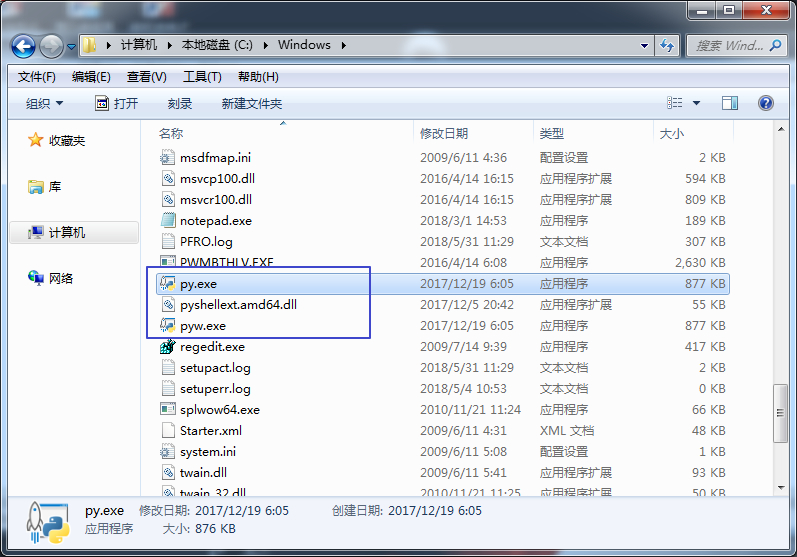 计算机 本地磁盘 (C:) Windows 搜索 Wind...
文件(F) 编辑(E) 查看(V) 工具(T) 帮助(H)
组织 打开 刻录 新建文件夹
收藏夹
库
计算机
网络
名称 修改日期 类型 大小
msdfmap.ini 2009/6/11 4:36 配置设置 2 KB
msvcp100.dll 2016/4/14 16:15 应用程序扩展 594 KB
msvcr100.dll 2016/4/14 16:15 应用程序扩展 809 KB
notepad.exe 2018/3/1 14:53 应用程序 189 KB
PFRO.log 2018/5/31 11:29 文本文档 307 KB
PWMBTHLV.EXE 2016/4/14 6:08 应用程序 2,630 KB
py.exe 2017/12/19 6:05 应用程序 877 KB
pyshellext.amd64.dll 2017/12/5 20:42 应用程序扩展 55 KB
pyw.exe 2017/12/19 6:05 应用程序 877 KB
regedit.exe 2009/7/14 9:39 应用程序 417 KB
setupact.log 2018/5/31 11:29 文本文档 2 KB
setuperr.log 2018/5/4 10:53 文本文档 0 KB
splwow64.exe 2010/11/21 11:24 应用程序 66 KB
Starter.xml 2009/6/11 4:31 XML 文档 48 KB
system.ini 2009/6/11 5:08 配置设置 1 KB
twain.dll 2009/6/11 5:41 应用程序扩展 93 KB
twain_32.dll 2010/11/21 11:25 应用程序扩展 50 KB
py.exe 修改日期: 2017/12/19 6:05 创建日期: 2017/12/19 6:05
应用程序 大小: 876 KB